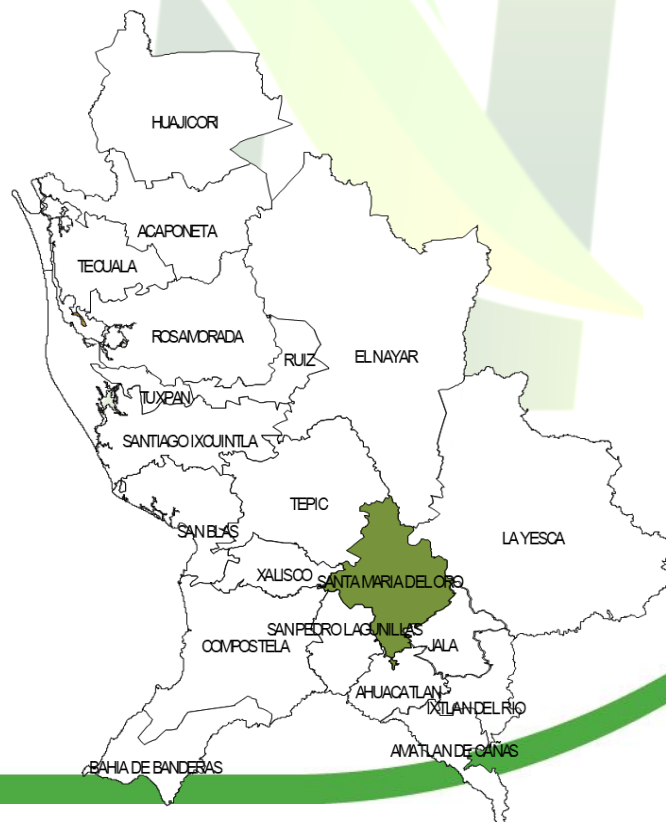 HUAJICORI
ACAPONETA
TECUALA
ROSAMORADA
RUIZ
EL NAYAR
TUXPAN
SANTIAGO IXCUINTLA
TEPIC
SAN BLAS
LA YESCA
XALISCO
SANTA MARIA DEL ORO
SAN PEDRO LAGUNILLAS
COMPOSTELA
JALA
AHUACATLAN
IXTLAN DEL RIO
AMATLAN DE CAÑAS
BAHIA DE BANDERAS